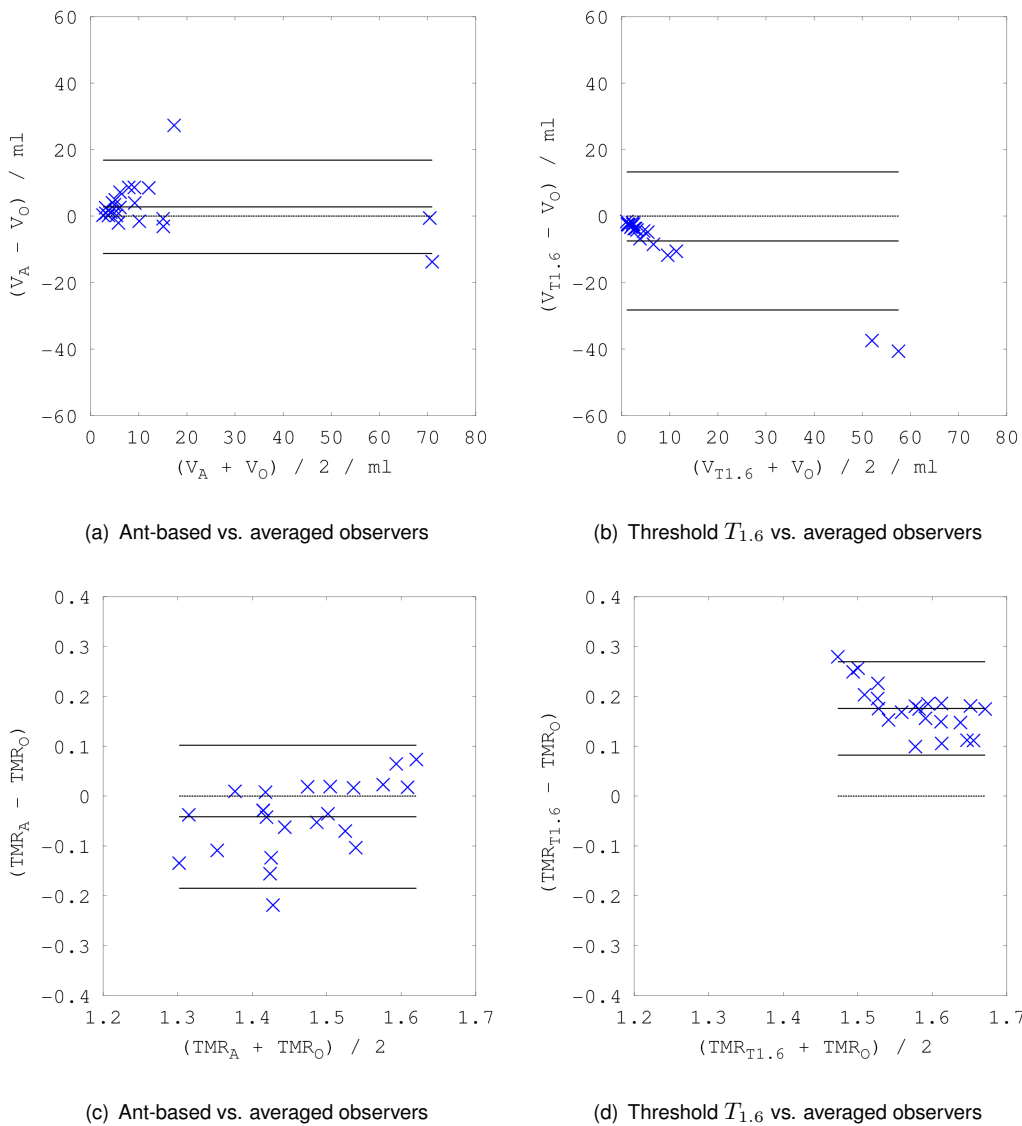 60
40
20
0
-20
-40
-60
0 10 20 30 40 50 60 70 80
(V_A - V_O) / ml
(V_A + V_O) / 2 / ml
(a) Ant-based vs. averaged observers
60
40
20
0
-20
-40
-60
0 10 20 30 40 50 60 70 80
(V_T1.6 - V_O) / ml
(V_T1.6 + V_O) / 2 / ml
(b) Threshold T_1.6 vs. averaged observers
0.4
0.3
0.2
0.1
0
-0.1
-0.2
-0.3
-0.4
1.2 1.3 1.4 1.5 1.6 1.7
(TMR_A - TMR_O)
(TMR_A + TMR_O) / 2
(c) Ant-based vs. averaged observers
0.4
0.3
0.2
0.1
0
-0.1
-0.2
-0.3
-0.4
1.2 1.3 1.4 1.5 1.6 1.7
(TMR_T1.6 - TMR_O)
(TMR_T1.6 + TMR_O) / 2
(d) Threshold T_1.6 vs. averaged observers